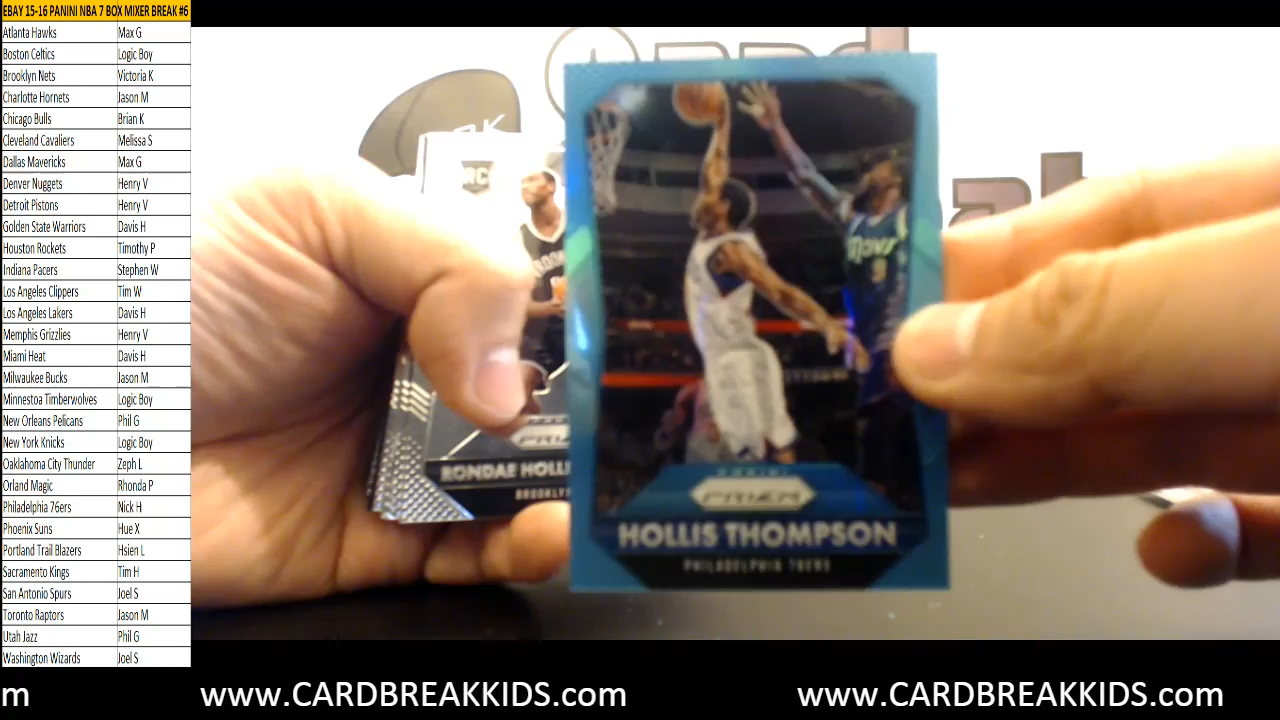 EBAY 15-16 PANINI NBA 7 BOX MIXER BREAK #6
Atlanta Hawks Max G
Boston Celtics Logic Boy
Brooklyn Nets Victoria K
Charlotte Hornets Jason M
Chicago Bulls Brian K
Cleveland Cavaliers Melissa S
Dallas Mavericks Max G
Denver Nuggets Henry V
Detroit Pistons Henry V
Golden State Warriors Davis H
Houston Rockets Timothy P
Indiana Pacers Stephen W
Los Angeles Clippers Tim W
Los Angeles Lakers Davis H
Memphis Grizzlies Henry V
Miami Heat Davis H
Milwaukee Bucks Jason M
Minnestoa Timberwolves Logic Boy
New Orleans Pelicans Phil G
New York Knicks Logic Boy
Oaklahoma City Thunder Zeph L
Orland Magic Rhonda P
Philadelphia 76ers Nick H
Phoenix Suns Hue X
Portland Trail Blazers Hsien L
Sacramento Kings Tim H
San Antonio Spurs Joel S
Toronto Raptors Jason M
Utah Jazz Phil G
Washington Wizards Joel S
RC
RONDAE HOLLI
BROOKLY
MAVS
9
PANINI
PRIZM
HOLLIS THOMPSON
PHILADELPHIA 76ERS
m www.CARDBREAKKIDS.com www.CARDBREAKKIDS.com